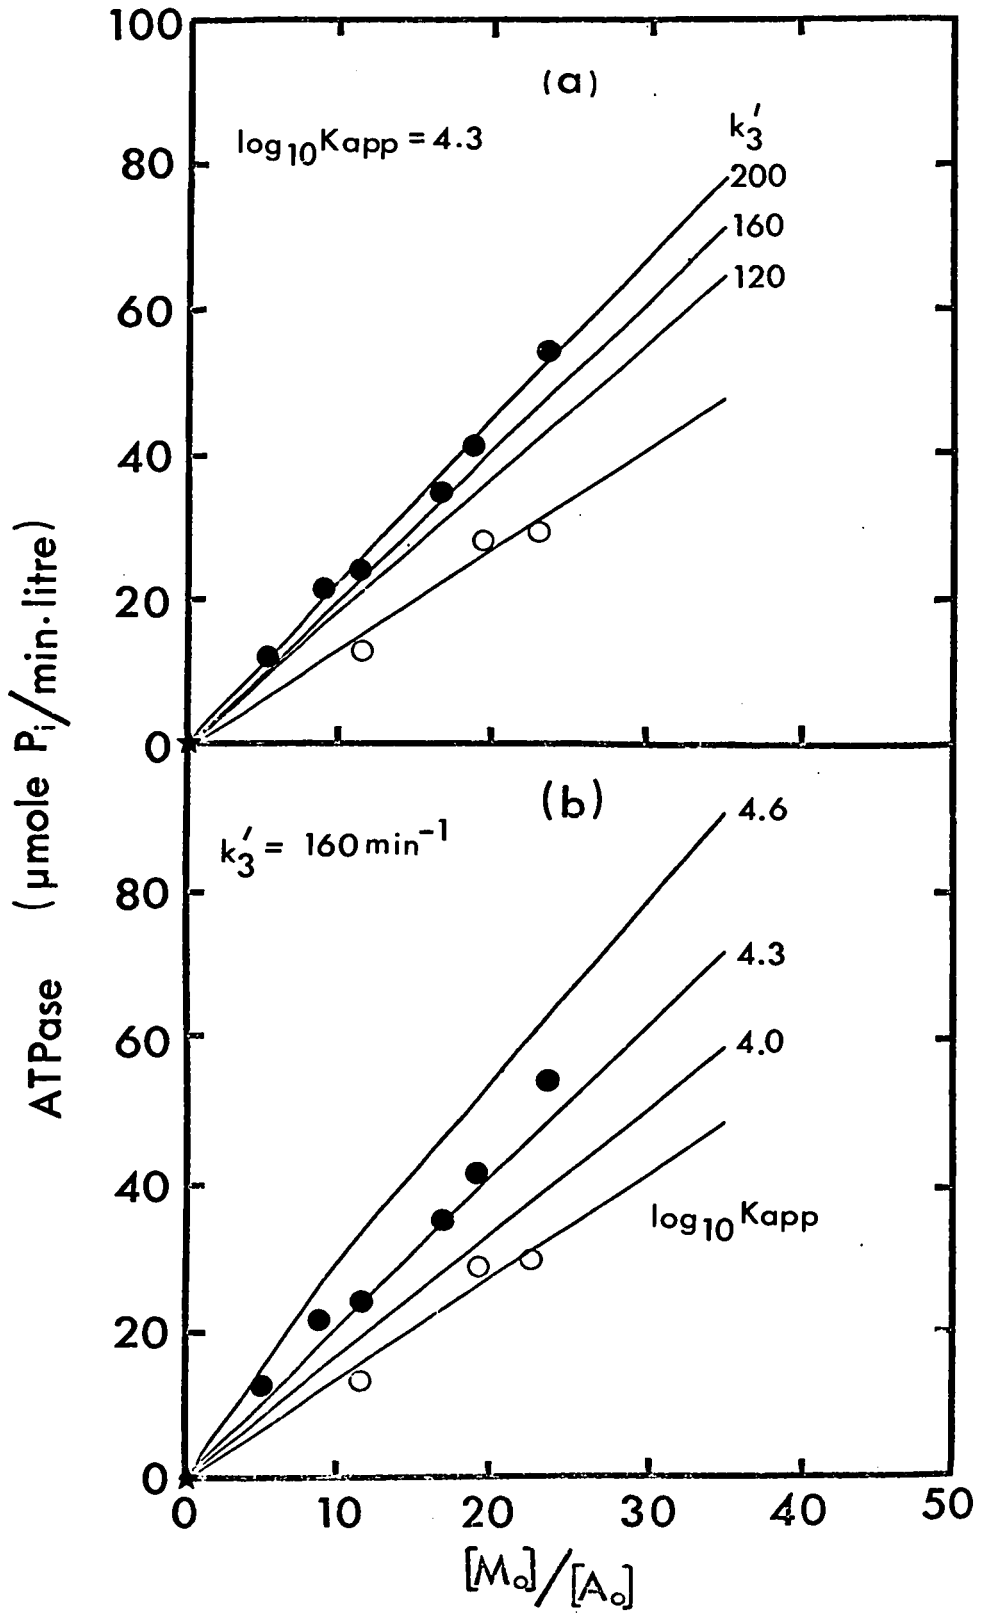 100
(a)
log10Kapp = 4.3
k3′
80
200
160
120
60
40
20
0
(b)
4.6
k3′ = 160 min−1
80
4.3
60
4.0
40
log10Kapp
20
0
0 10 20 30 40 50
[Mo]/[Ao]
ATPase (μmole Pi/min·litre)